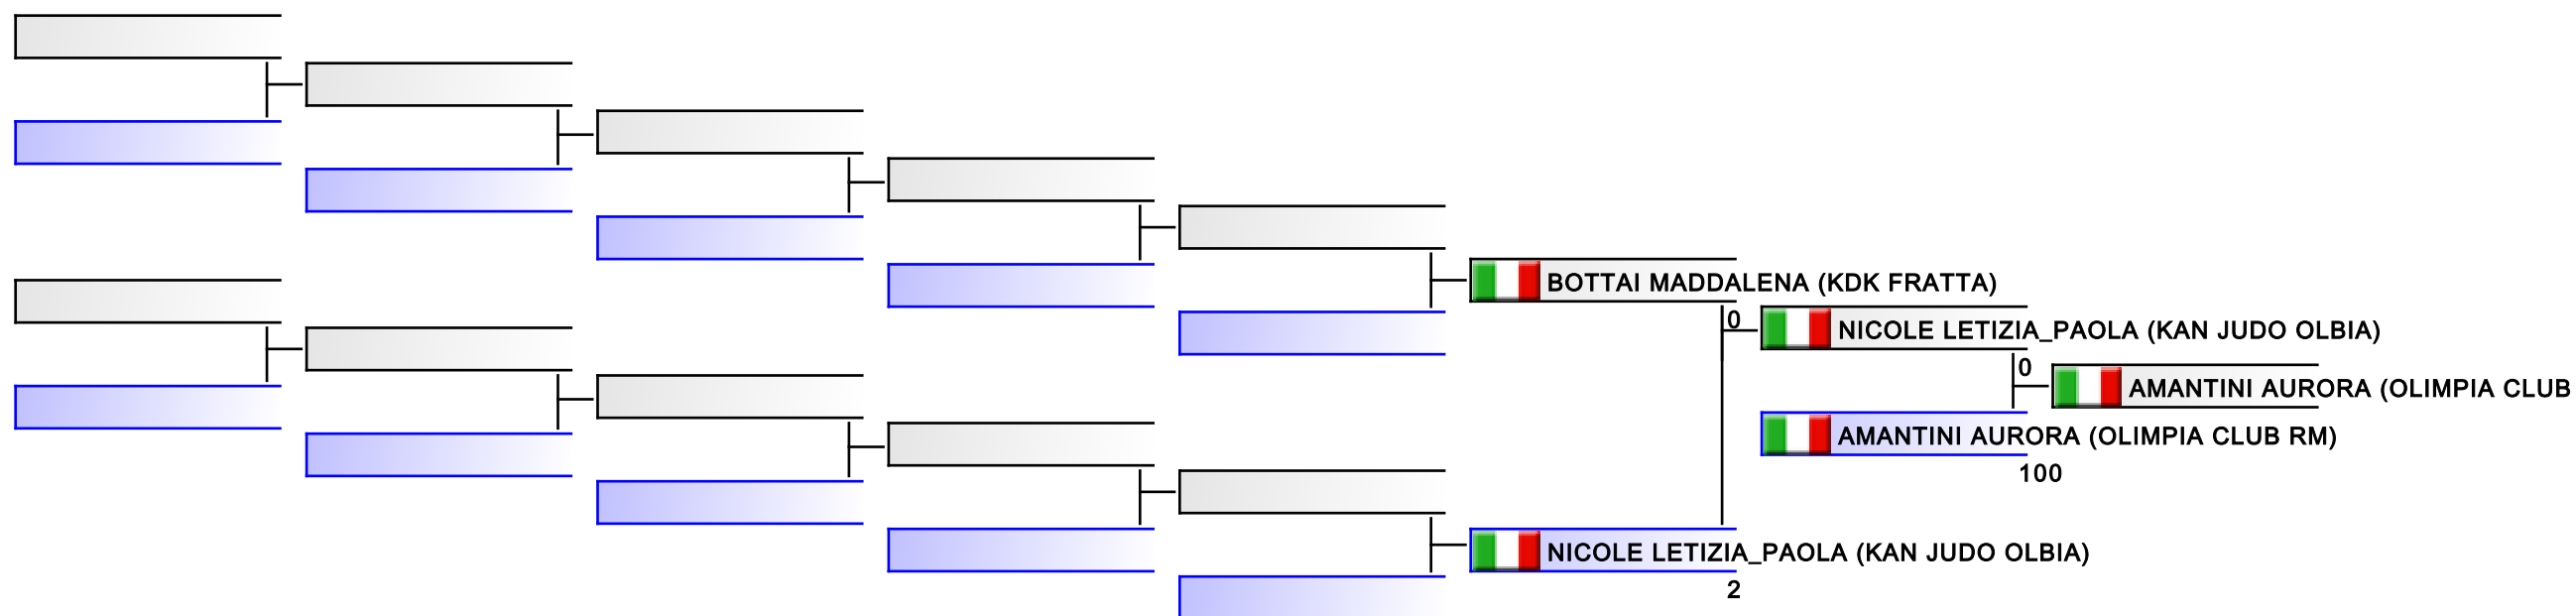 BOTTAI MADDALENA (KDK FRATTA)
0
NICOLE LETIZIA_PAOLA (KAN JUDO OLBIA)
0
AMANTINI AURORA (OLIMPIA CLUB
AMANTINI AURORA (OLIMPIA CLUB RM)
100
NICOLE LETIZIA_PAOLA (KAN JUDO OLBIA)
2